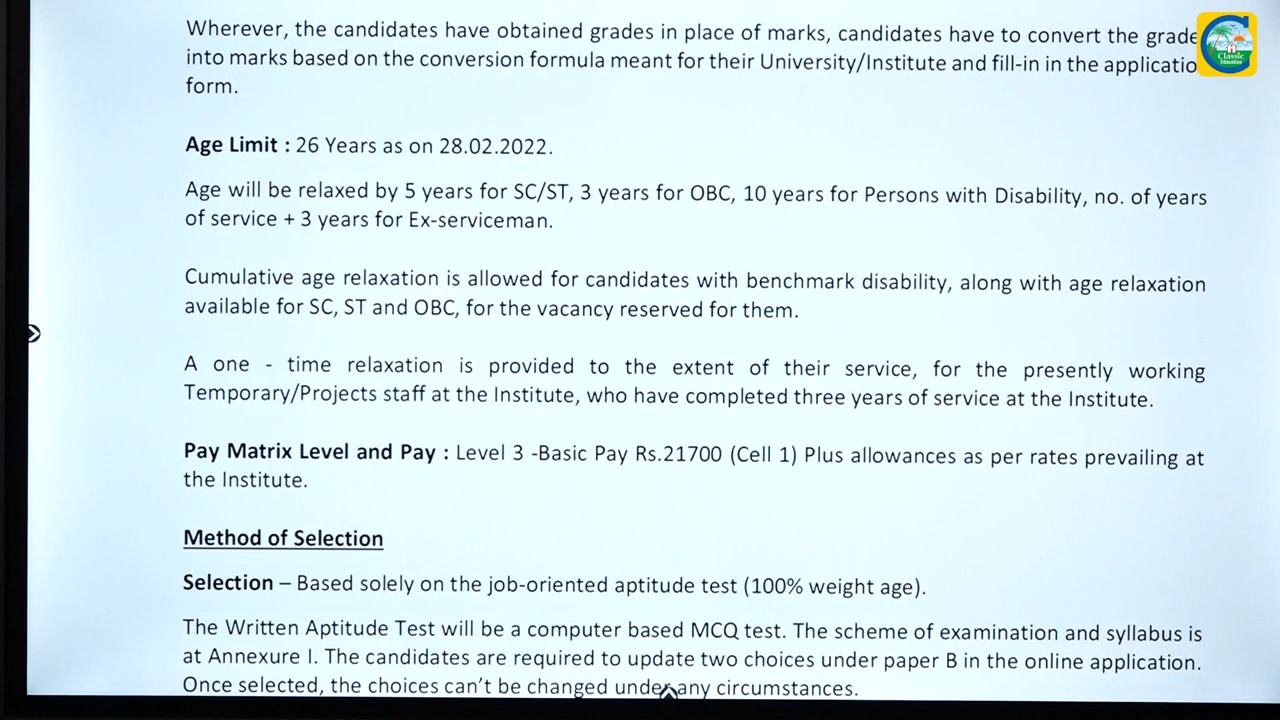 Wherever, the candidates have obtained grades in place of marks, candidates have to convert the grade
into marks based on the conversion formula meant for their University/Institute and fill-in in the applicatio
form.
Classic
Education
Age Limit : 26 Years as on 28.02.2022.
Age will be relaxed by 5 years for SC/ST, 3 years for OBC, 10 years for Persons with Disability, no. of years
of service + 3 years for Ex-serviceman.
Cumulative age relaxation is allowed for candidates with benchmark disability, along with age relaxation
available for SC, ST and OBC, for the vacancy reserved for them.
A one - time relaxation is provided to the extent of their service, for the presently working
Temporary/Projects staff at the Institute, who have completed three years of service at the Institute.
Pay Matrix Level and Pay : Level 3 -Basic Pay Rs.21700 (Cell 1) Plus allowances as per rates prevailing at
the Institute.
Method of Selection
Selection – Based solely on the job-oriented aptitude test (100% weight age).
The Written Aptitude Test will be a computer based MCQ test. The scheme of examination and syllabus is
at Annexure I. The candidates are required to update two choices under paper B in the online application.
Once selected, the choices can't be changed under any circumstances.